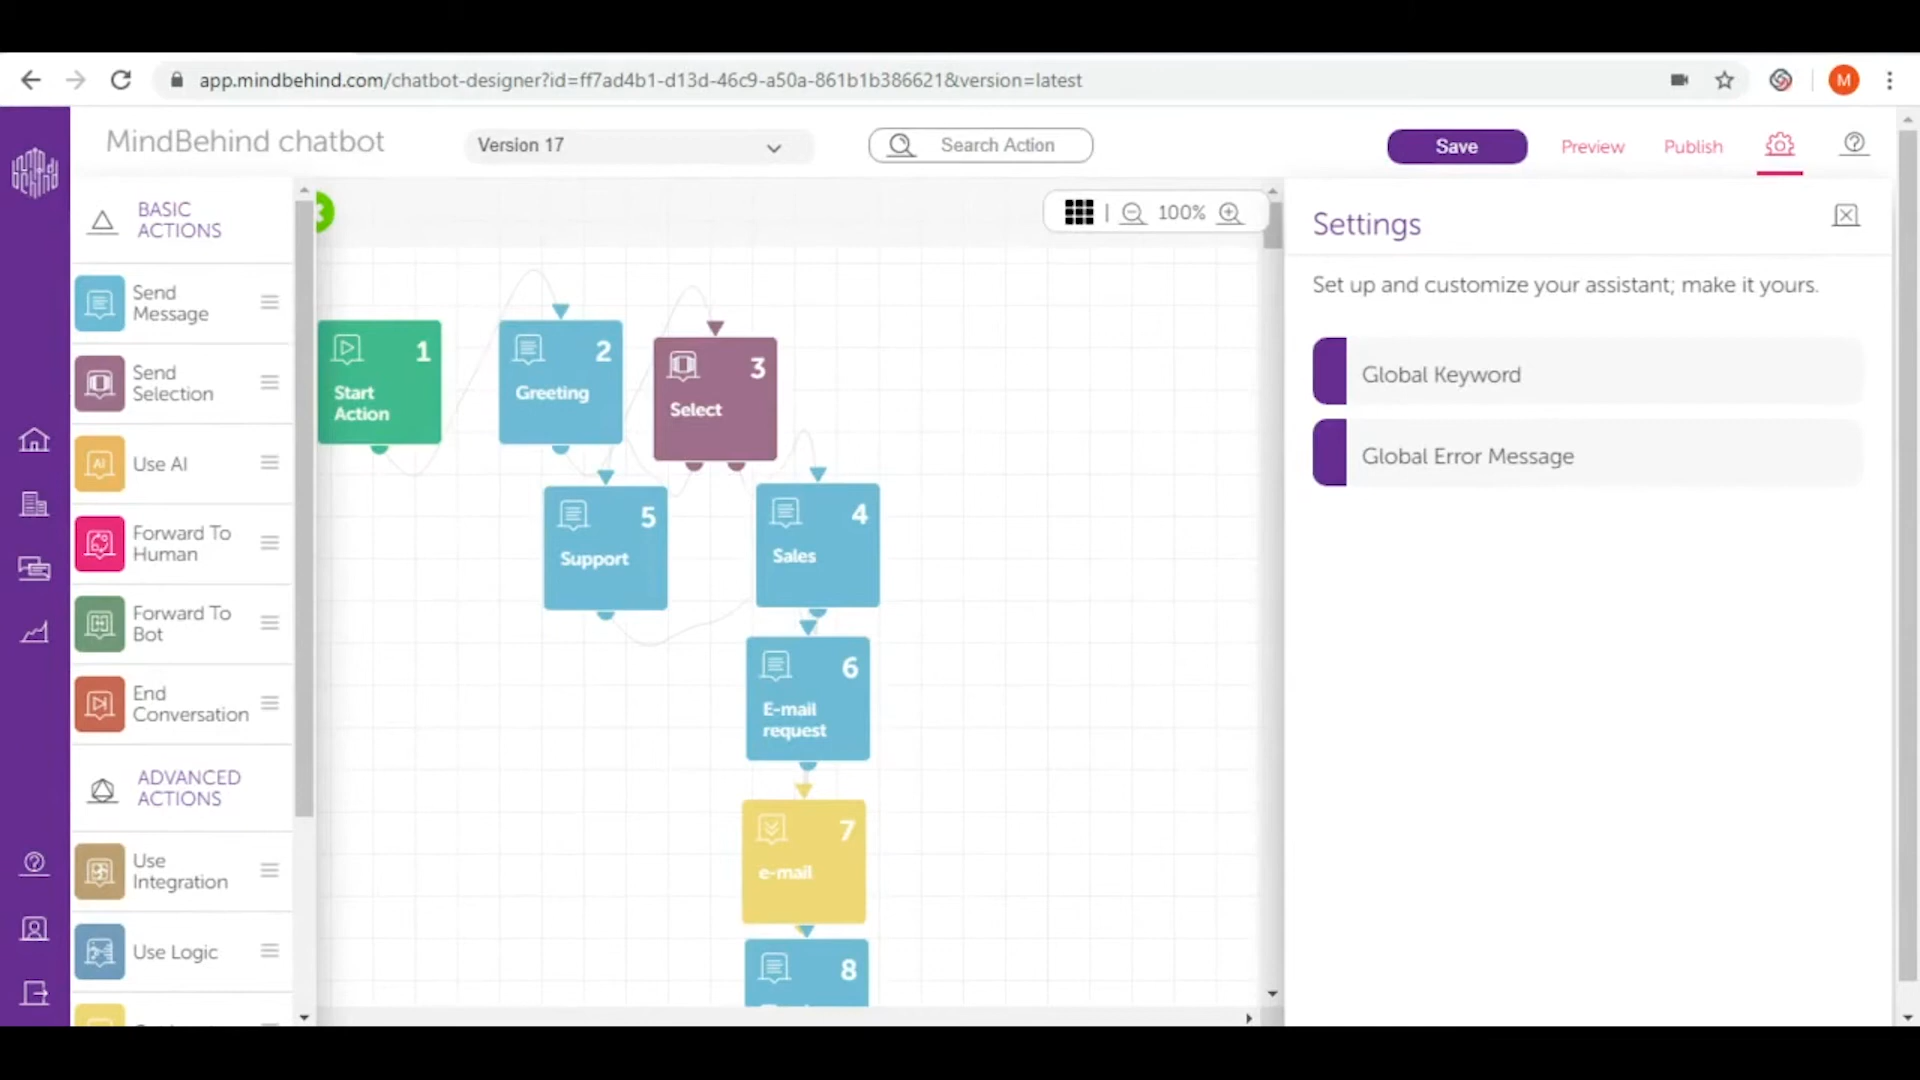 app.mindbehind.com/chatbot-designer?id=ff7ad4b1-d13d-46c9-a50a-861b1b386621&version=latest
M
mind
behind
MindBehind chatbot
Version 17
Search Action
Save
Preview
Publish
BASIC
ACTIONS
Send
Message
Send
Selection
AI
Use AI
Forward To
Human
Forward To
Bot
End
Conversation
ADVANCED
ACTIONS
Use
Integration
Use Logic
100%
1
Start
Action
2
Greeting
3
Select
5
Support
4
Sales
6
E-mail
request
7
e-mail
8
Settings
Set up and customize your assistant; make it yours.
Global Keyword
Global Error Message